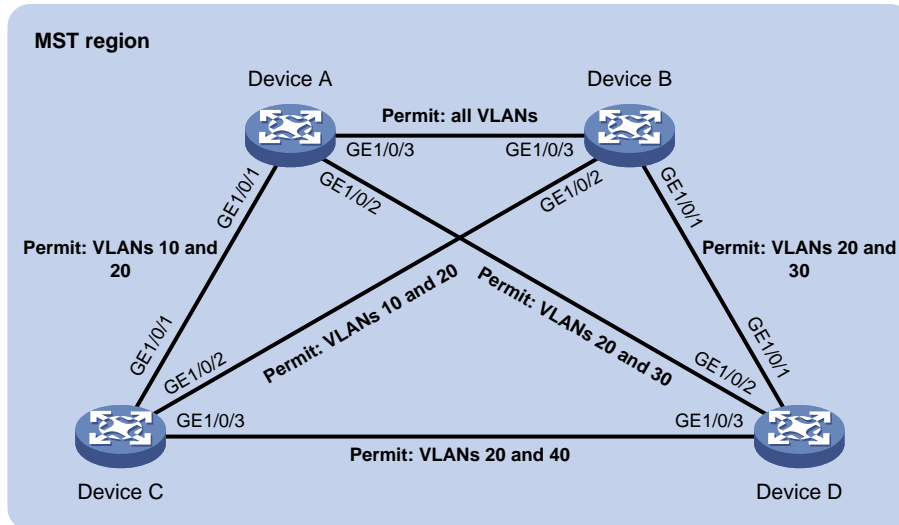 MST region
Device A
Device B
Permit: all VLANs
GE1/0/3
GE1/0/3
GE1/0/1
GE1/0/2
GE1/0/2
GE1/0/1
Permit: VLANs 10 and
20
Permit: VLANs 20 and
30
Permit: VLANs 10 and 20
Permit: VLANs 20 and 30
GE1/0/1
GE1/0/2
GE1/0/2
GE1/0/1
GE1/0/3
GE1/0/3
Permit: VLANs 20 and 40
Device C
Device D